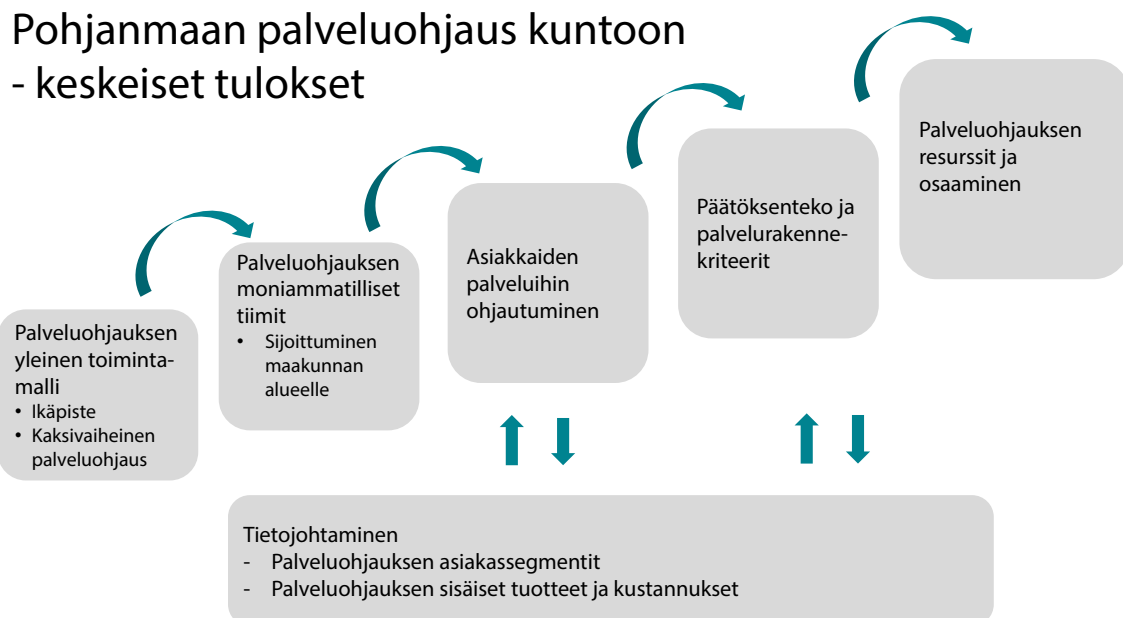 Pohjanmaan palveluohjaus kuntoon
- keskeiset tulokset
Palveluohjauksen
yleinen toiminta-
malli
• Ikäpiste
• Kaksivaiheinen
palveluohjaus
Palveluohjauksen
moniammatilliset
tiimit
• Sijoittuminen
maakunnan
alueelle
Asiakkaiden
palveluihin
ohjautuminen
Päätöksenteko ja
palvelurakenne-
kriteerit
Palveluohjauksen
resurssit ja
osaaminen
Tietojohtaminen
- Palveluohjauksen asiakassegmentit
- Palveluohjauksen sisäiset tuotteet ja kustannukset